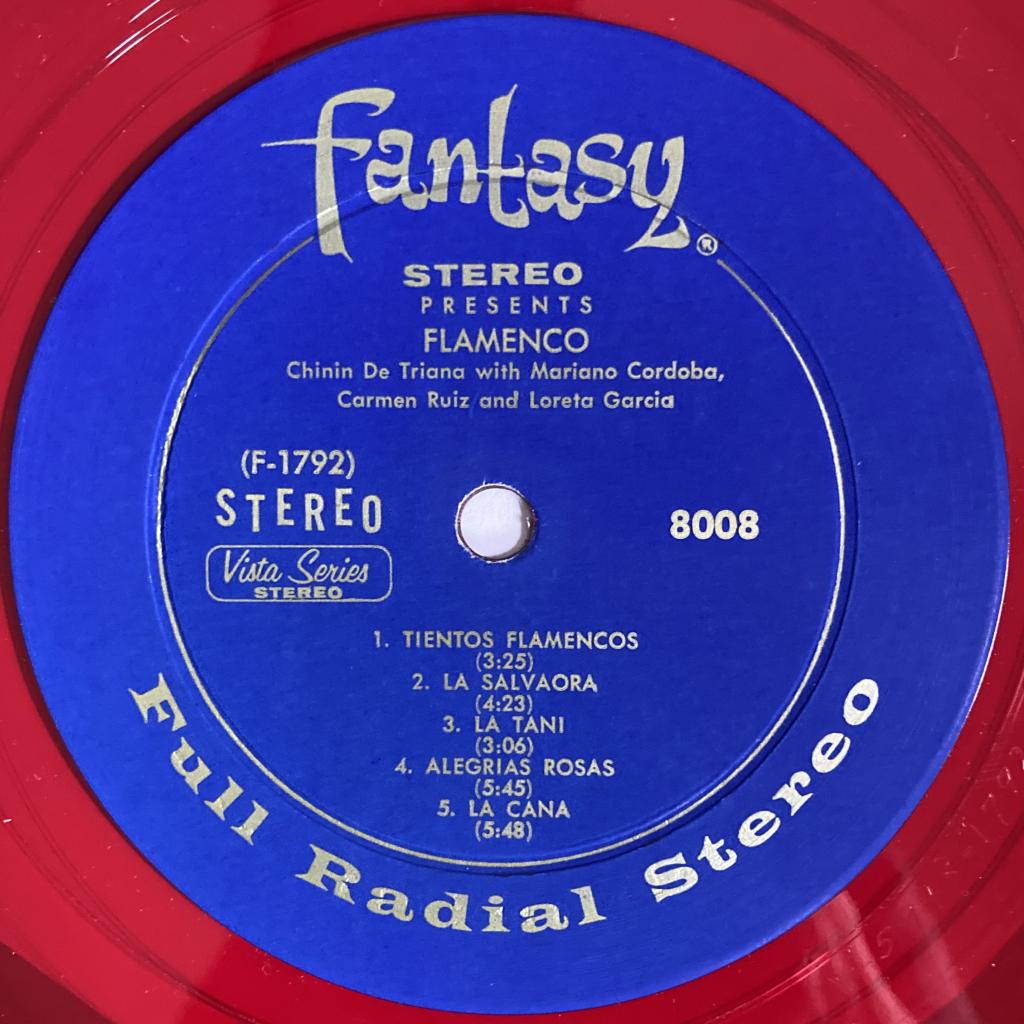 Fantasy®
STEREO
PRESENTS
FLAMENCO
Chinin De Triana with Mariano Cordoba,
Carmen Ruiz and Loreta Garcia
(F-1792)
STEREO
8008
Vista Series
STEREO
1. TIENTOS FLAMENCOS
(3:25)
2. LA SALVAORA
(4:23)
3. LA TANI
(3:06)
4. ALEGRIAS ROSAS
(5:45)
5. LA CANA
(5:48)
Full Radial Stereo